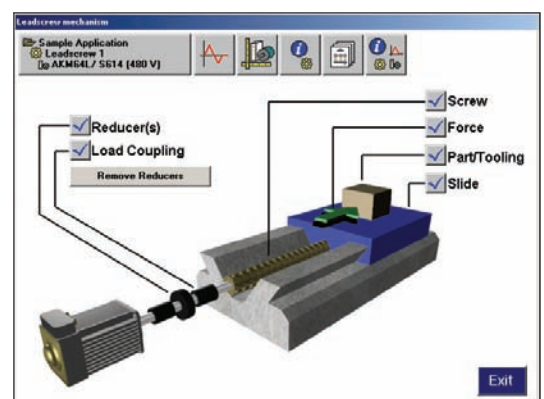 Leadscrew mechanism
Sample Application
Leadscrew 1
AKM64L/ S614 (480 V)
Reducer(s)
Load Coupling
Remove Reducers
Screw
Force
Part/Tooling
Slide
Exit